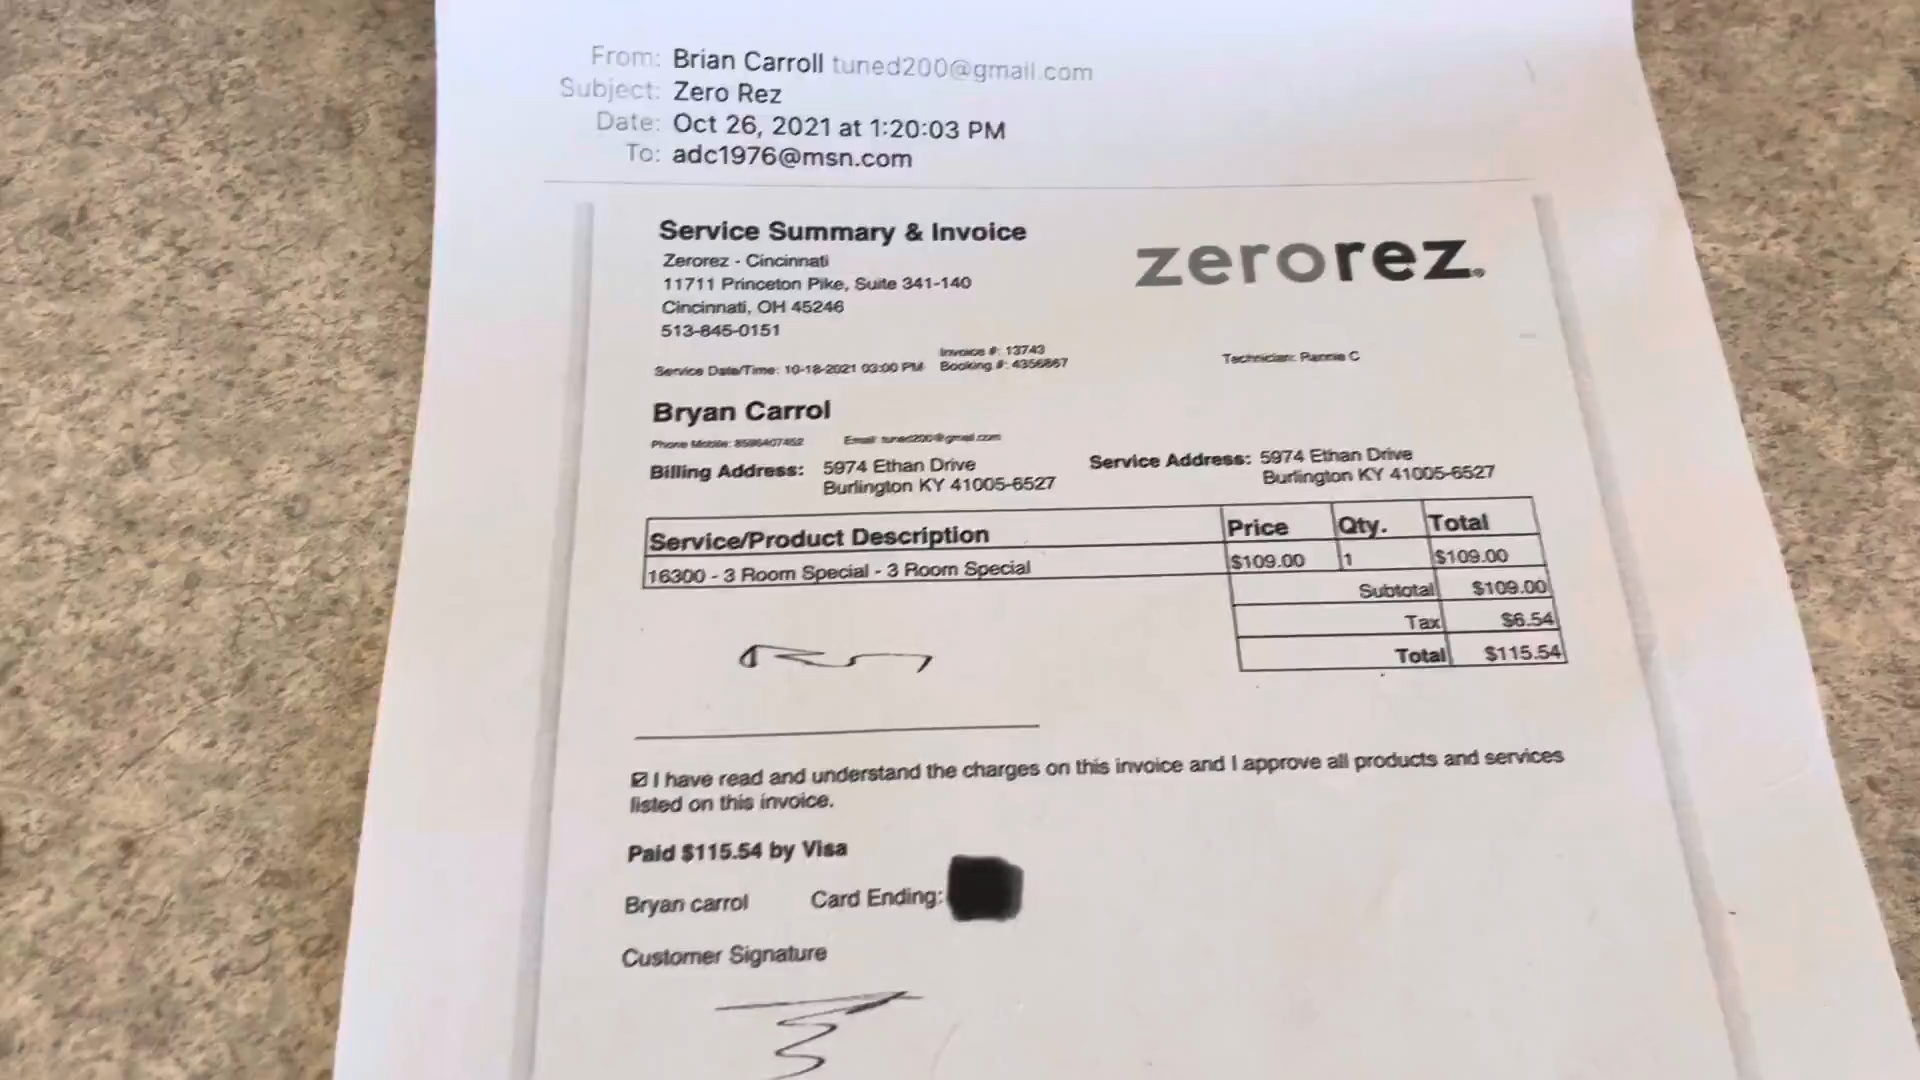 From: Brian Carroll tuned200@gmail.com
Subject: Zero Rez
Date: Oct 26, 2021 at 1:20:03 PM
To: adc1976@msn.com
Service Summary & Invoice
zerorez®
Zerorez - Cincinnati
11711 Princeton Pike, Suite 341-140
Cincinnati, OH 45246
513-845-0151
Invoice #: 13743
Service Date/Time: 10-18-2021 03:00 PM Booking #: 4356867
Technician: C
Bryan Carrol
Phone Mobile: Email: tuned200@gmail.com
Billing Address: 5974 Ethan Drive
Burlington KY 41005-6527
Service Address: 5974 Ethan Drive
Burlington KY 41005-6527
Service/Product Description Price Qty. Total
16300 - 3 Room Special - 3 Room Special $109.00 1 $109.00
Subtotal $109.00
Tax $6.54
Total $115.54
I have read and understand the charges on this invoice and I approve all products and services
listed on this invoice.
Paid $115.54 by Visa
Bryan carrol Card Ending:
Customer Signature